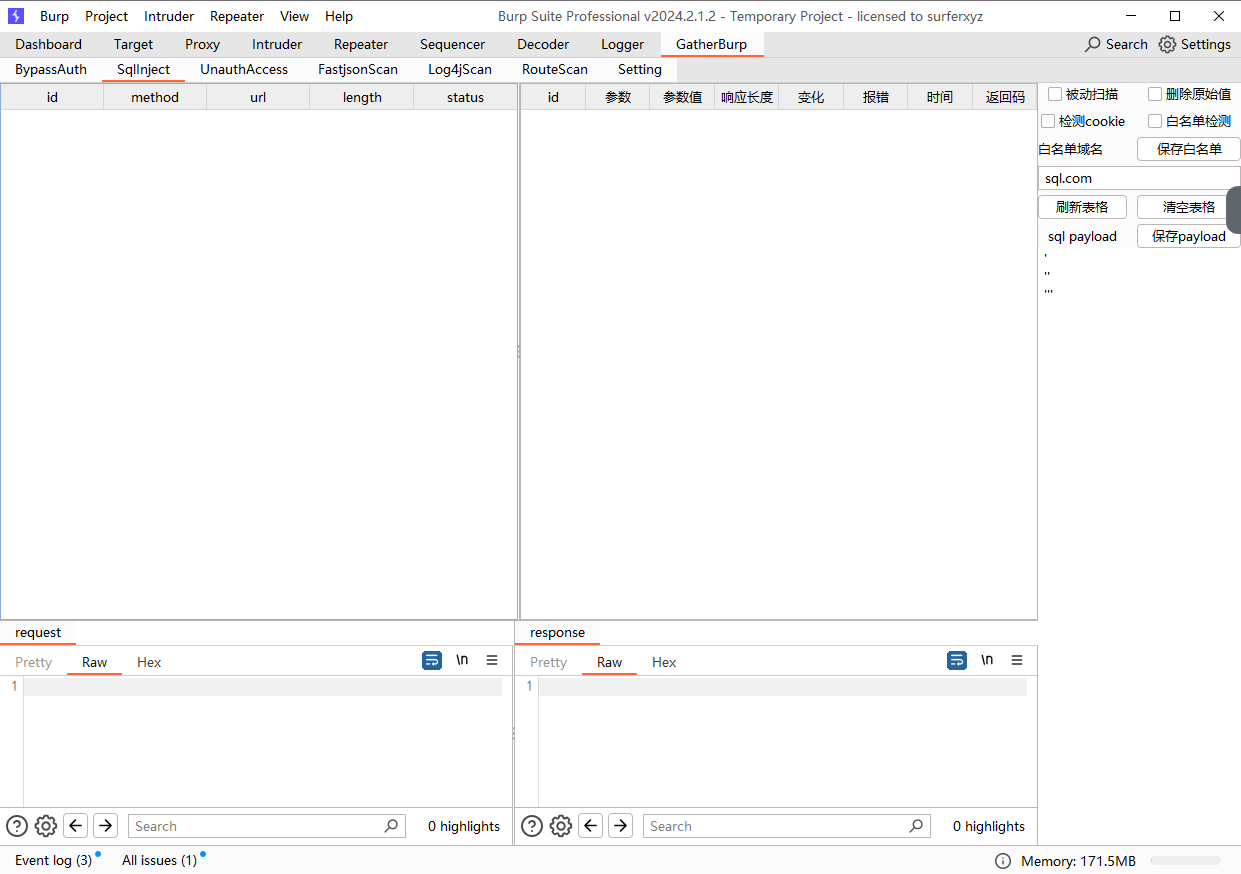 Burp Project Intruder Repeater View Help Burp Suite Professional v2024.2.1.2 - Temporary Project - licensed to surferxyz
Dashboard Target Proxy Intruder Repeater Sequencer Decoder Logger GatherBurp Search Settings
BypassAuth SqlInject UnauthAccess FastjsonScan Log4jScan RouteScan Setting
id method url length status id 参数 参数值 响应长度 变化 报错 时间 返回码
被动扫描 删除原始值
检测cookie 白名单检测
白名单域名 保存白名单
sql.com
刷新表格 清空表格
sql payload 保存payload
'
''
'''
request response
Pretty Raw Hex \n Pretty Raw Hex \n
1 1
Search 0 highlights Search 0 highlights
Event log (3) All issues (1) Memory: 171.5MB